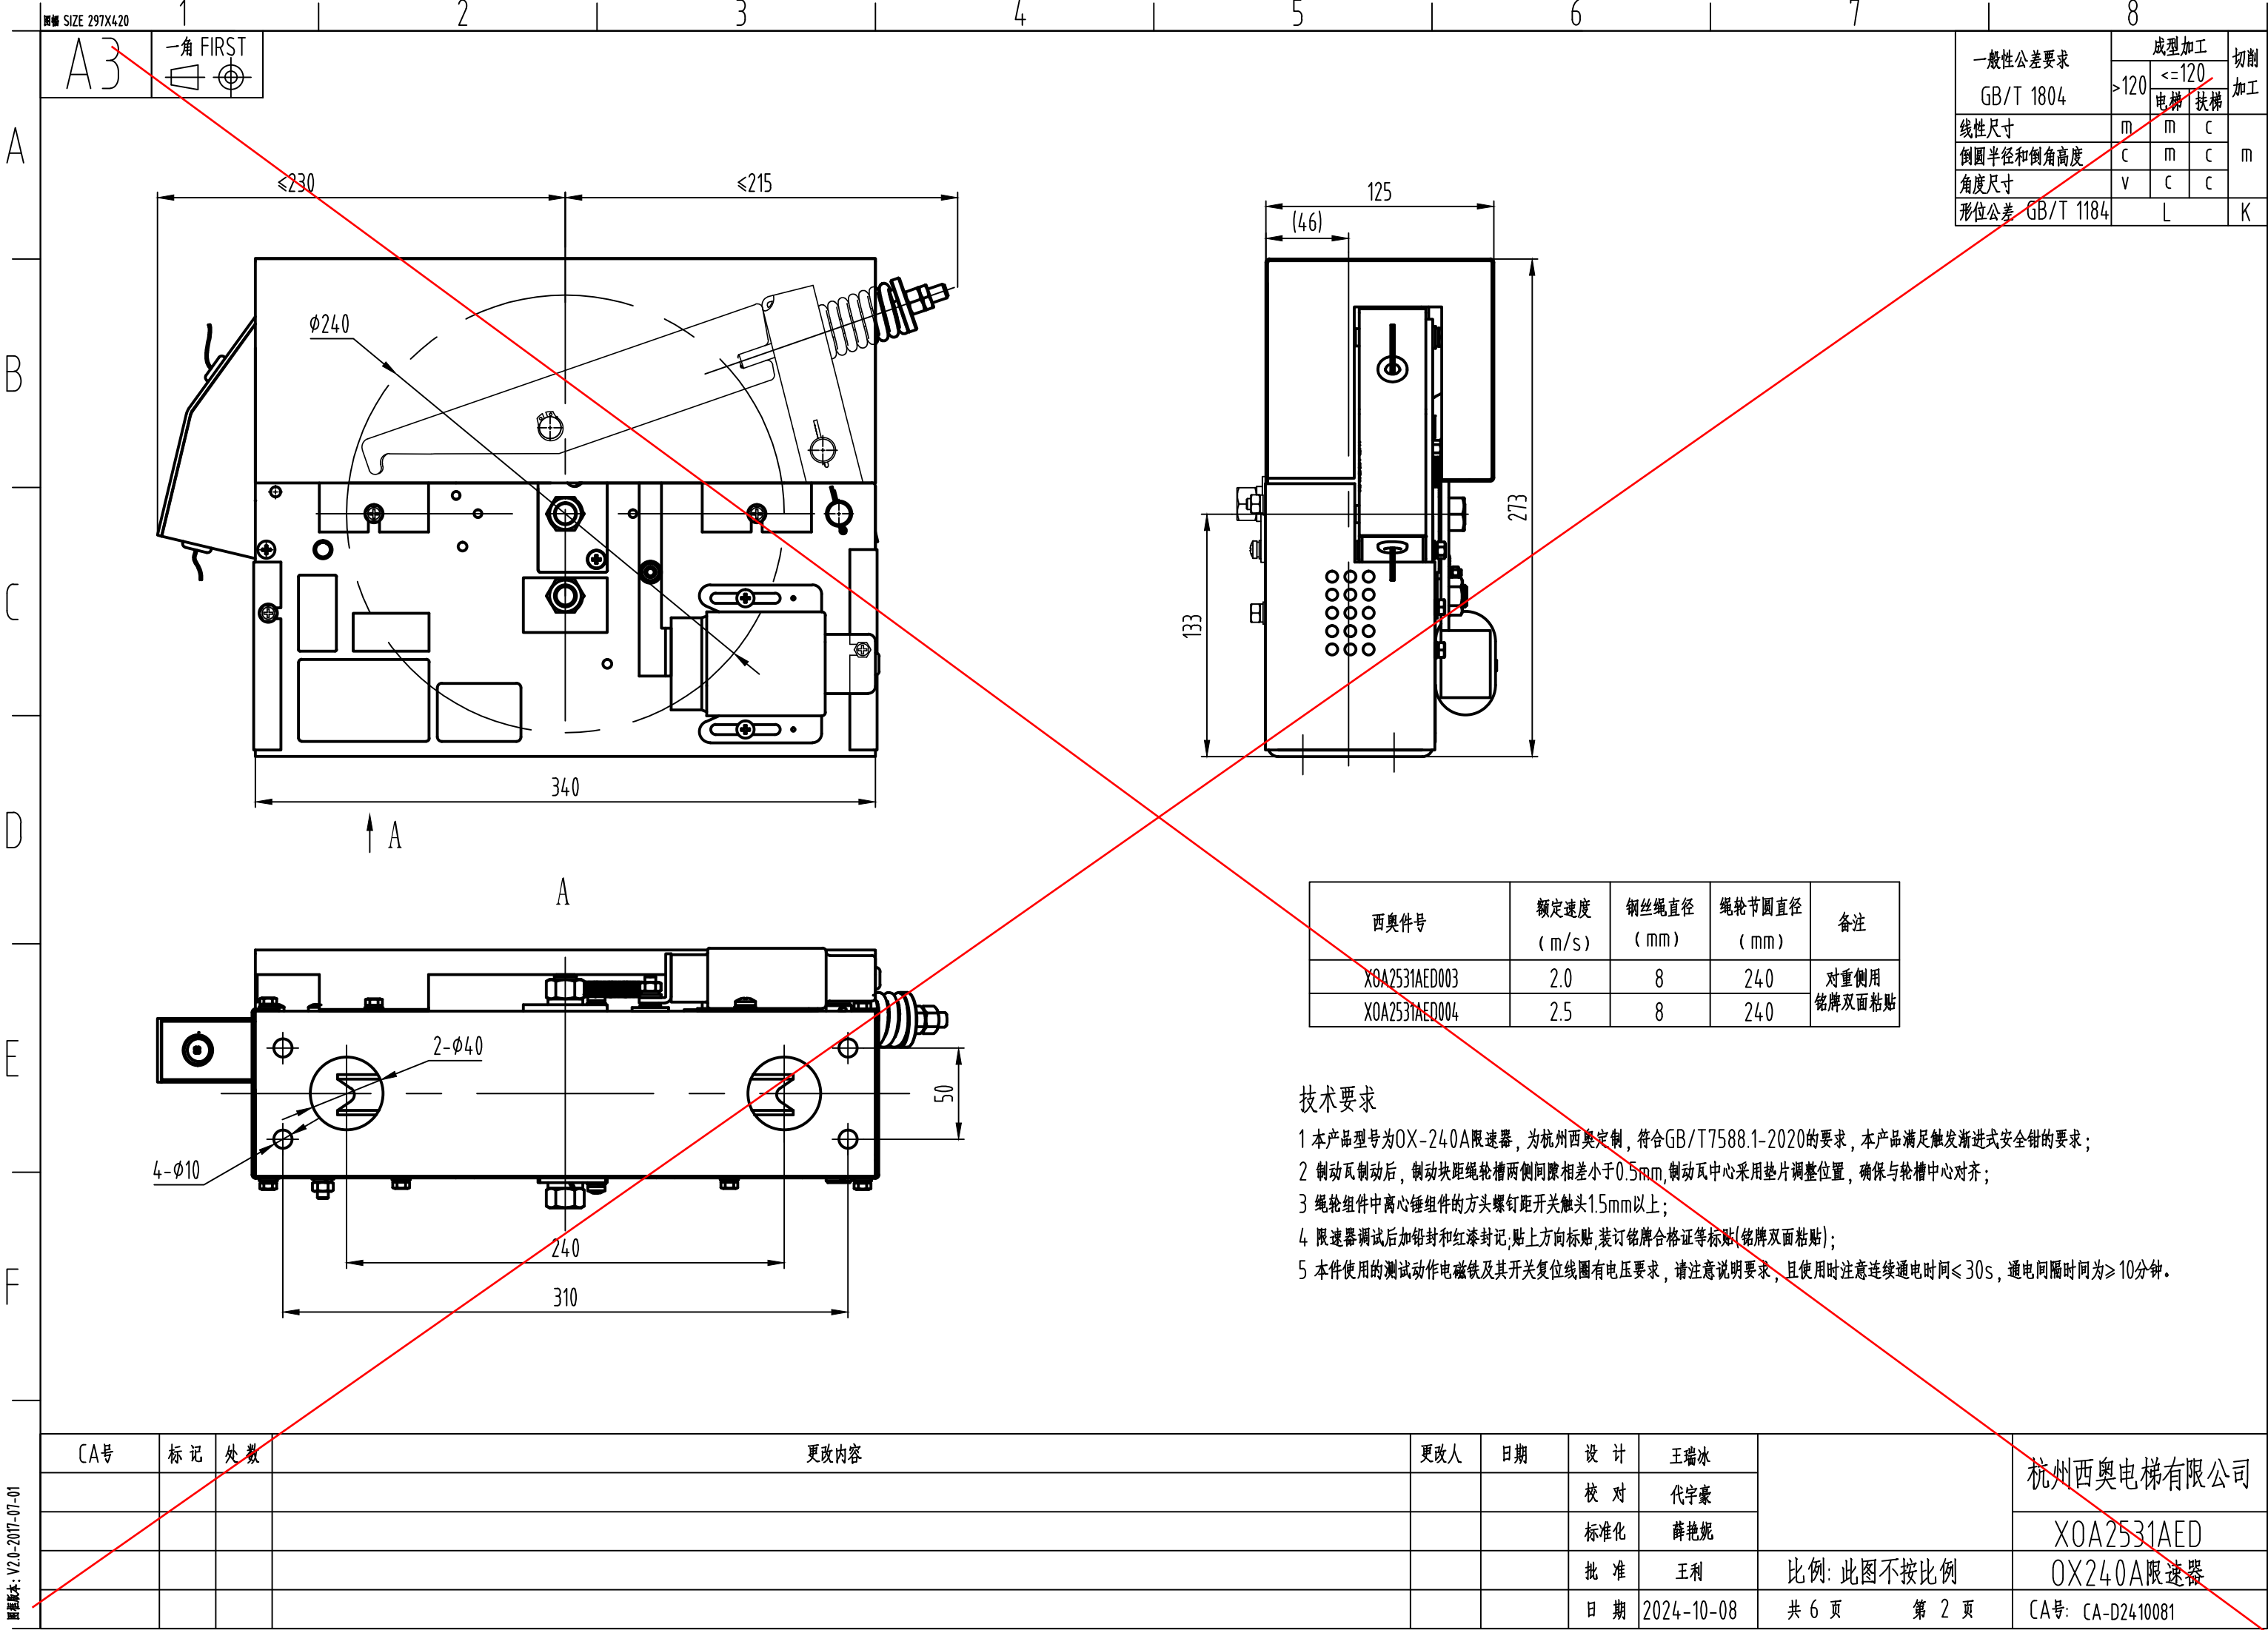 图幅 SIZE 297X420
1 2 3 4 5 6 7 8
A3
一角 FIRST
一般性公差要求
GB/T 1804
成型加工
切削加工
>120
<=120
电梯 扶梯
线性尺寸 m m c
倒圆半径和倒角高度 c m c m
角度尺寸 v c c
形位公差 GB/T 1184 L K
A
B
C
D
E
F
≤230
≤215
ϕ240
340
A
125
(46)
273
133
A
2-ϕ40
4-ϕ10
50
240
310
西奥件号 额定速度(m/s) 钢丝绳直径(mm) 绳轮节圆直径(mm) 备注
XOA2531AED003 2.0 8 240 对重侧用
XOA2531AED004 2.5 8 240 铭牌双面粘贴
技术要求
1 本产品型号为OX-240A限速器，为杭州西奥定制，符合GB/T7588.1-2020的要求，本产品满足触发渐进式安全钳的要求；
2 制动瓦制动后，制动块距绳轮槽两侧间隙相差小于0.5mm,制动瓦中心采用垫片调整位置，确保与轮槽中心对齐；
3 绳轮组件中离心锤组件的方头螺钉距开关触头1.5mm以上；
4 限速器调试后加铅封和红漆封记;贴上方向标贴,装订铭牌合格证等标贴(铭牌双面粘贴)；
5 本件使用的测试动作电磁铁及其开关复位线圈有电压要求，请注意说明要求，且使用时注意连续通电时间≤30s，通电间隔时间为≥10分钟。
CA号 标记 处数 更改内容 更改人 日期
设计 王瑞冰
校对 代宇豪
标准化 薛艳妮
批准 王利
日期 2024-10-08
比例: 此图不按比例
共 6 页 第 2 页
杭州西奥电梯有限公司
XOA2531AED
OX240A限速器
CA号: CA-D2410081
图框版本: V2.0-2017-07-01